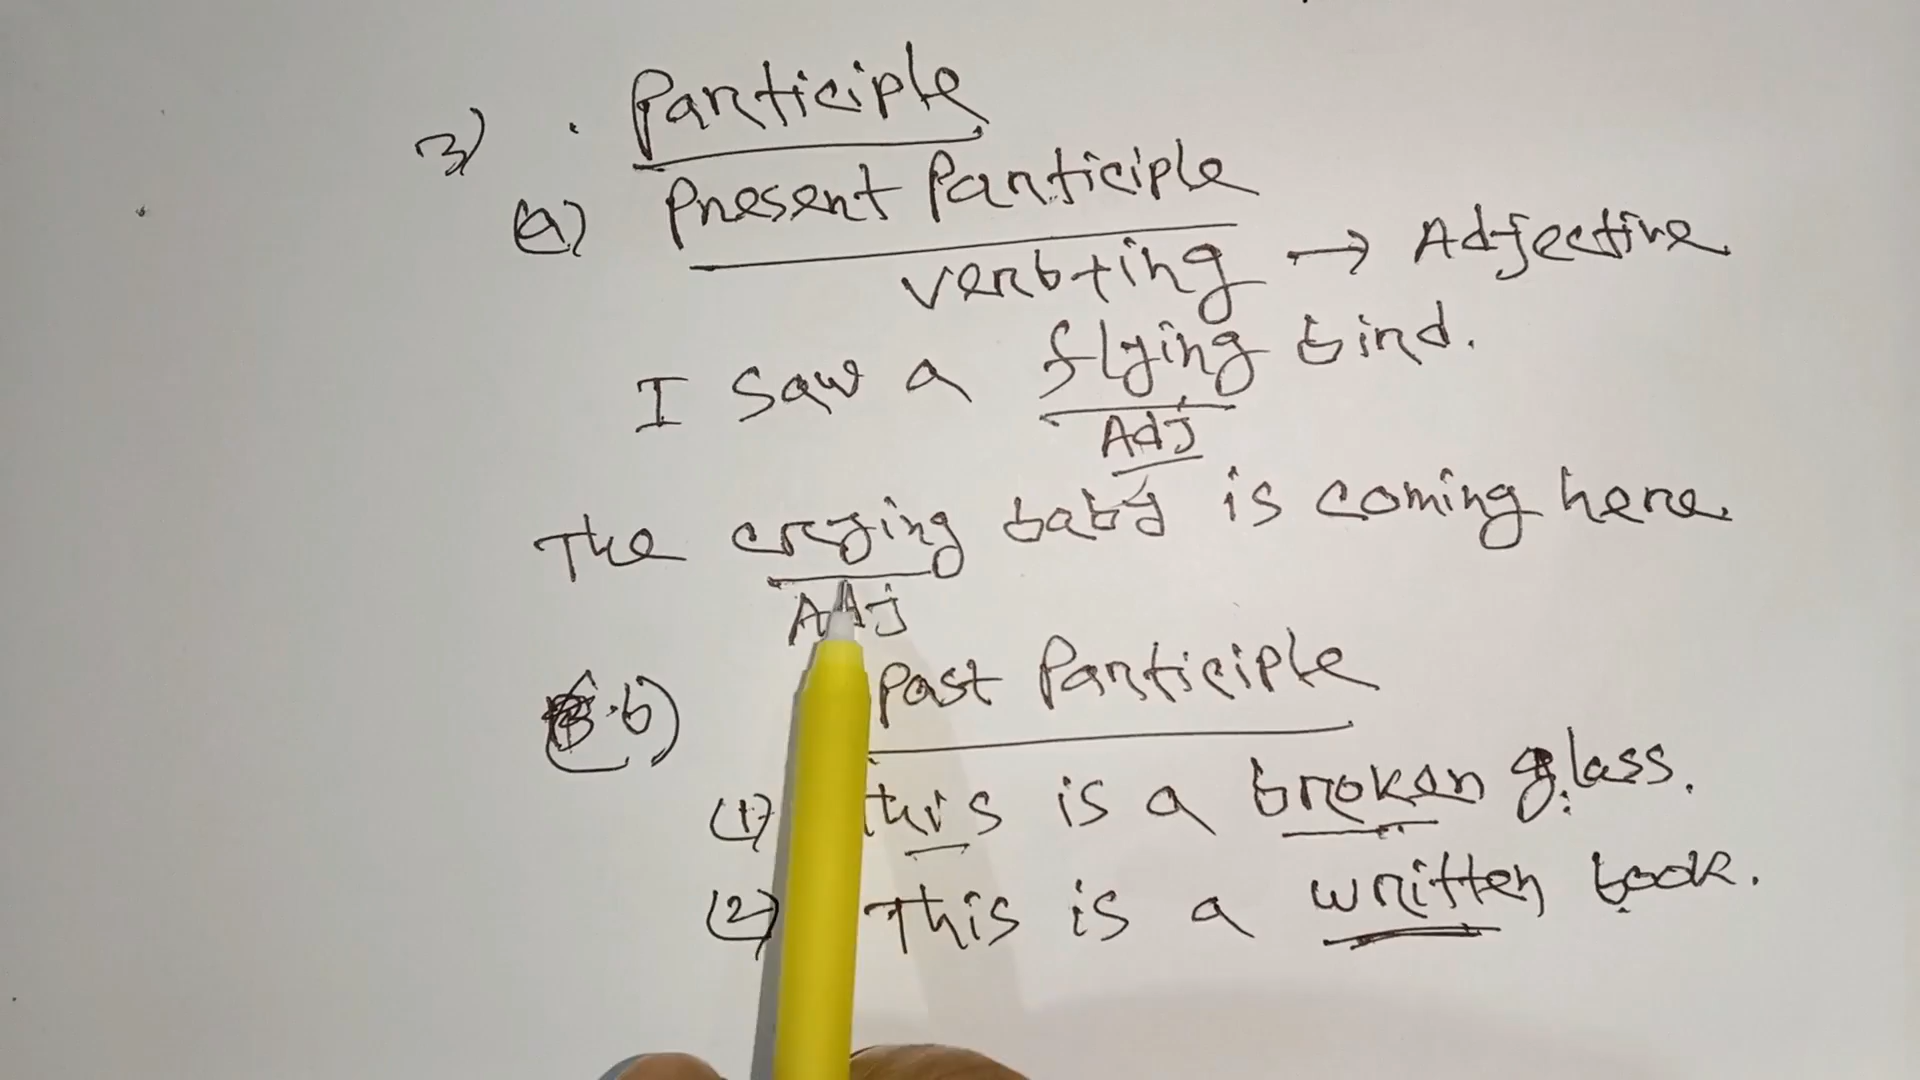 3) Participle
(a) Present Participle
Verb+ing → Adjective
I saw a flying bird.
Adj
The crying baby is coming here.
Adj
b) Past Participle
(1) This is a broken glass.
(2) This is a written book.